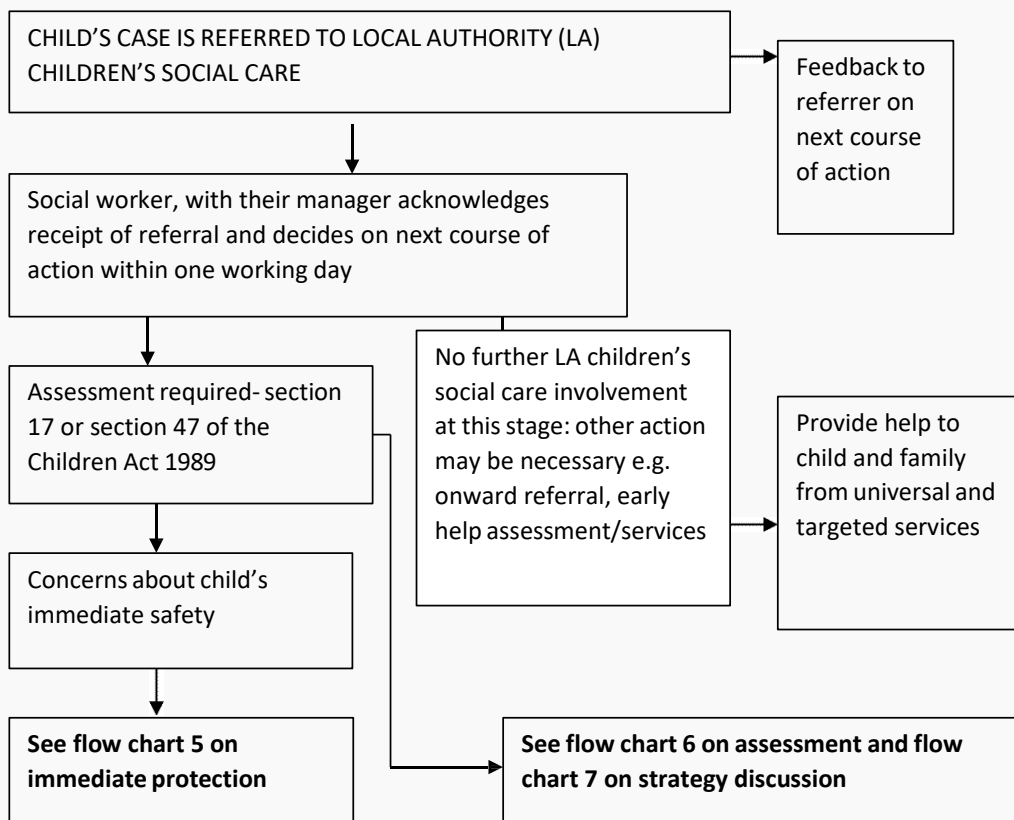 CHILD’S CASE IS REFERRED TO LOCAL AUTHORITY (LA)
CHILDREN’S SOCIAL CARE
Feedback to
referrer on
next course
of action
Social worker, with their manager acknowledges
receipt of referral and decides on next course of
action within one working day
Assessment required- section
17 or section 47 of the
Children Act 1989
No further LA children’s
social care involvement
at this stage: other action
may be necessary e.g.
onward referral, early
help assessment/services
Provide help to
child and family
from universal and
targeted services
Concerns about child’s
immediate safety
See flow chart 5 on
immediate protection
See flow chart 6 on assessment and flow
chart 7 on strategy discussion